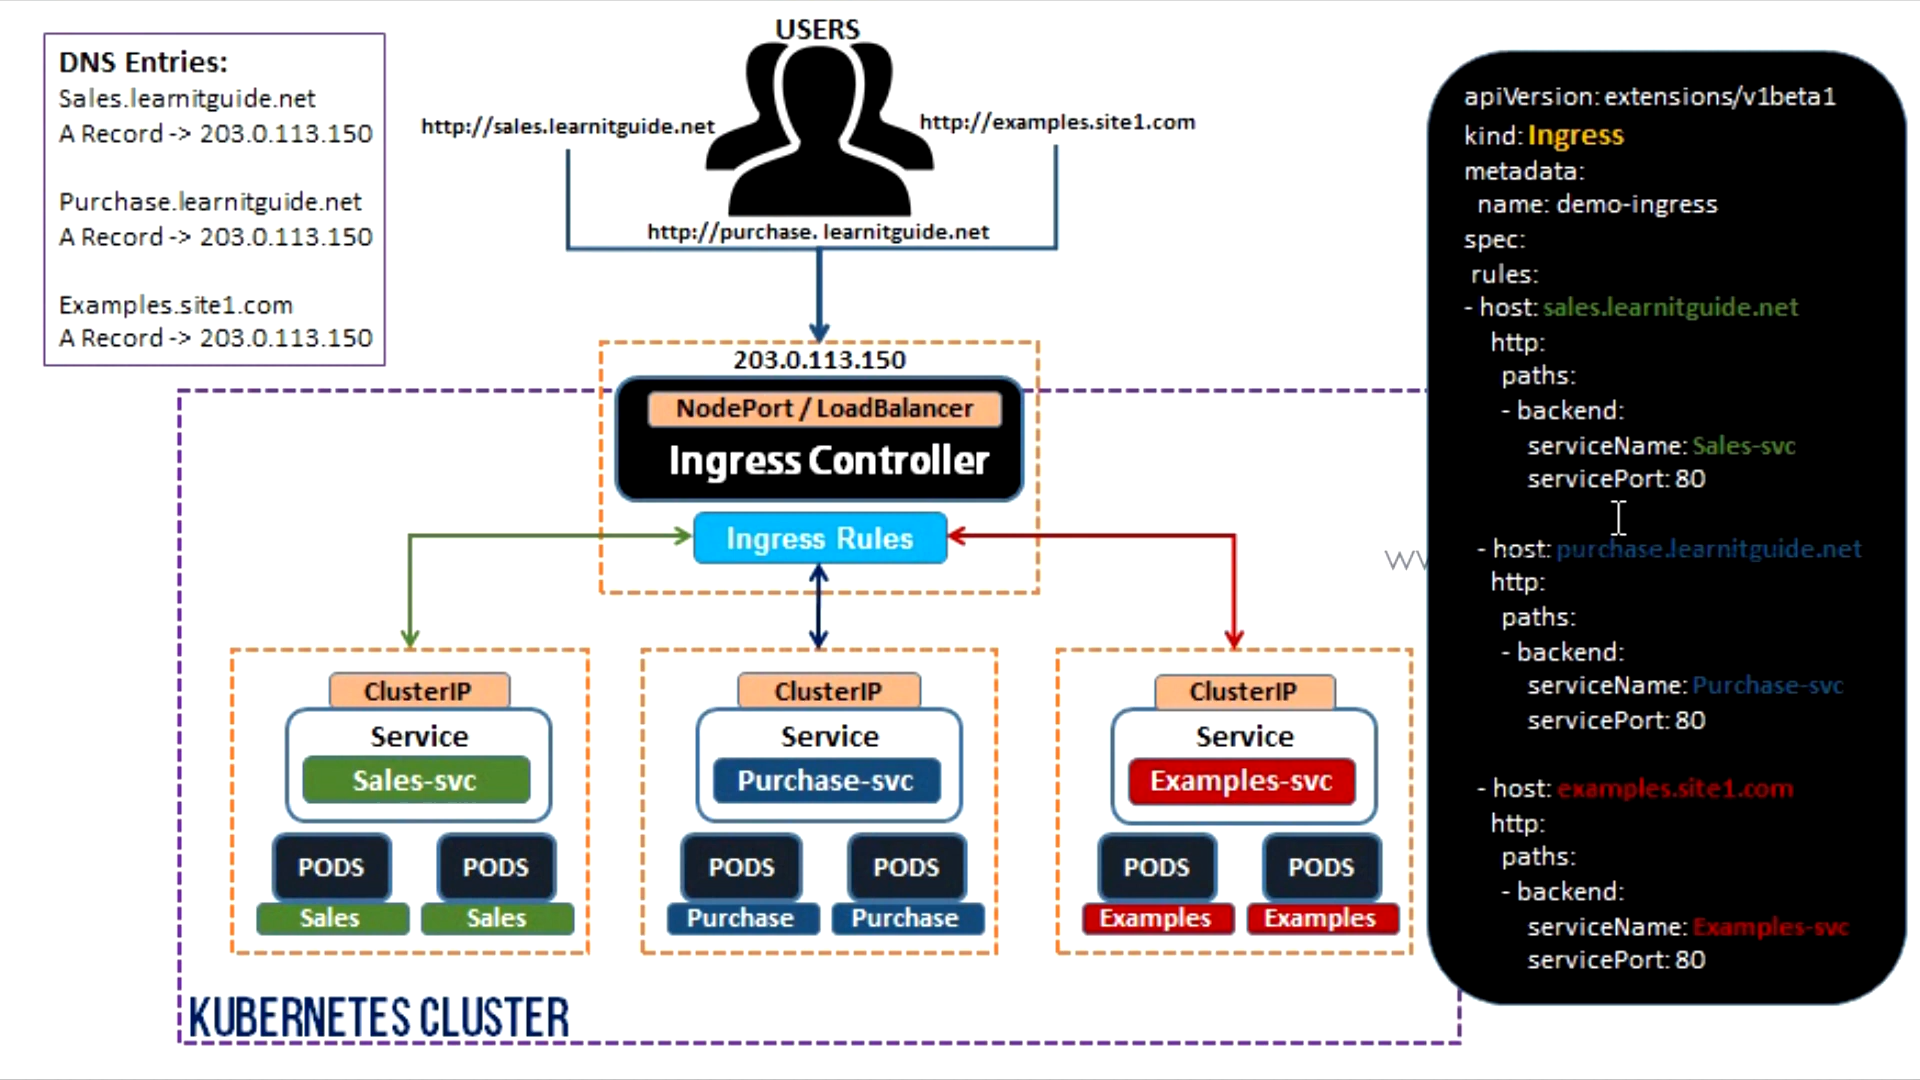 USERS
DNS Entries:
Sales.learnitguide.net
A Record -> 203.0.113.150
Purchase.learnitguide.net
A Record -> 203.0.113.150
Examples.site1.com
A Record -> 203.0.113.150
http://sales.learnitguide.net
http://examples.site1.com
http://purchase. learnitguide.net
203.0.113.150
NodePort / LoadBalancer
Ingress Controller
Ingress Rules
ClusterIP
Service
Sales-svc
PODS
PODS
Sales
Sales
ClusterIP
Service
Purchase-svc
PODS
PODS
Purchase
Purchase
ClusterIP
Service
Examples-svc
PODS
PODS
Examples
Examples
KUBERNETES CLUSTER
apiVersion: extensions/v1beta1
kind: Ingress
metadata:
name: demo-ingress
spec:
rules:
- host: sales.learnitguide.net
http:
paths:
- backend:
serviceName: Sales-svc
servicePort: 80
- host: purchase.learnitguide.net
http:
paths:
- backend:
serviceName: Purchase-svc
servicePort: 80
- host: examples.site1.com
http:
paths:
- backend:
serviceName: Examples-svc
servicePort: 80